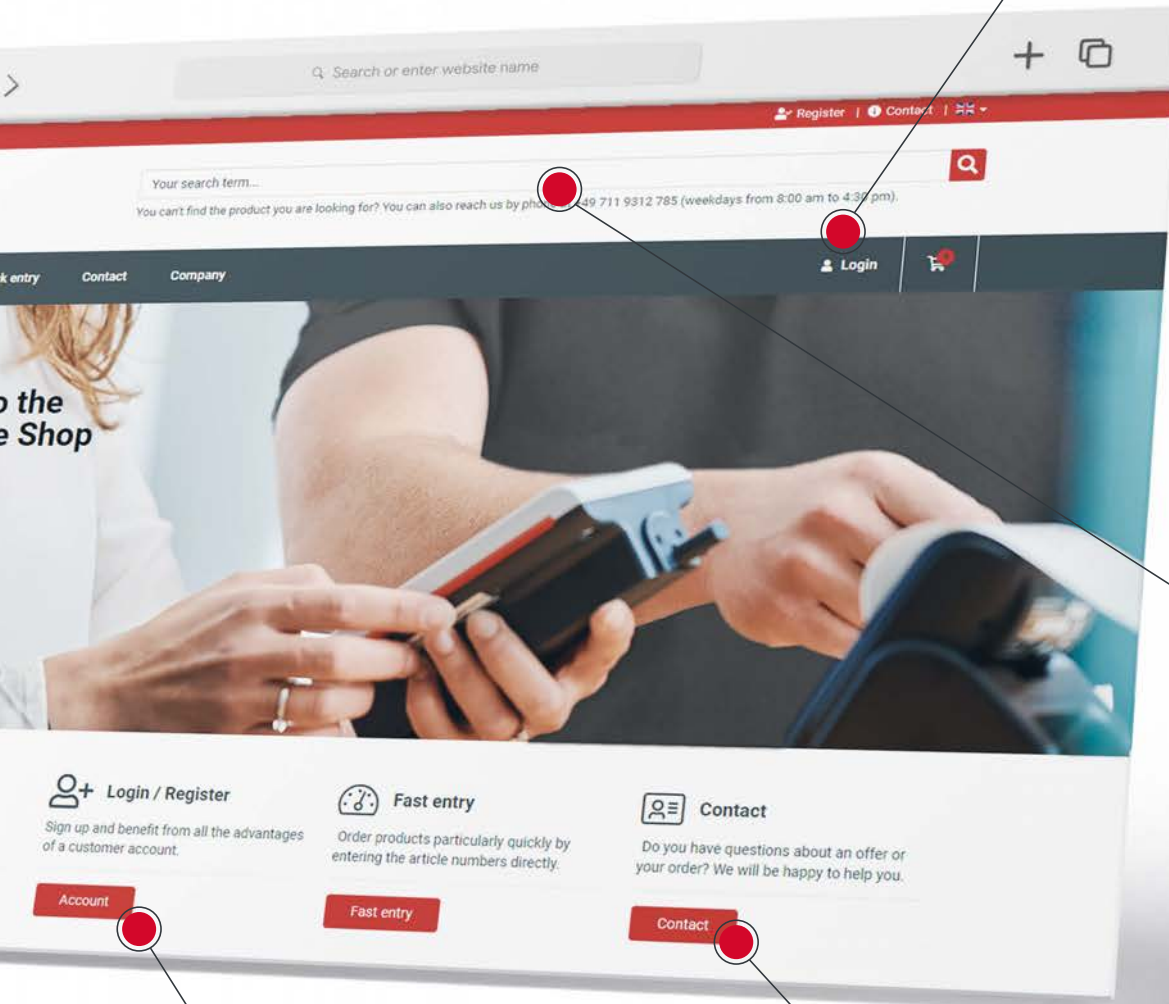 Search or enter website name
Register | Contact |
Your search term...
You can't find the product you are looking for? You can also reach us by 49 711 9312 785 (weekdays from 8:00 am to 4:30 pm).
entry Contact Company Login
the
Shop
Login / Register
Sign up and benefit from all the advantages
of a customer account.
Account
Fast entry
Order products particularly quickly by
entering the article numbers directly.
Fast entry
Contact
Do you have questions about an offer or
your order? We will be happy to help you.
Contact